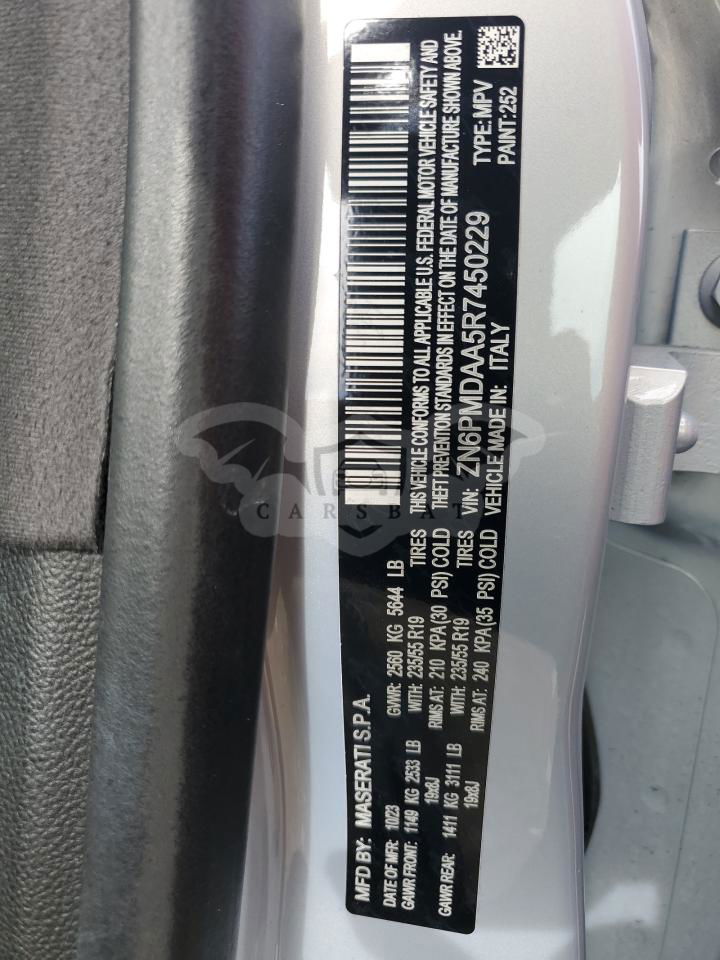 MFD BY: MASERATI S.P.A.
DATE OF MFR: 10/23 GVWR: 2560 KG 5644 LB
GAWR FRONT: 1149 KG 2533 LB WITH: 235/55 R19 TIRES
19x8J RIMS AT: 210 KPA (30 PSI) COLD
GAWR REAR: 1411 KG 3111 LB WITH: 235/55 R19 TIRES
19x8J RIMS AT: 240 KPA (35 PSI) COLD
THIS VEHICLE CONFORMS TO ALL APPLICABLE U.S. FEDERAL MOTOR VEHICLE SAFETY AND
THEFT PREVENTION STANDARDS IN EFFECT ON THE DATE OF MANUFACTURE SHOWN ABOVE.
VIN: ZN6PMDAA5R7450229 TYPE: MPV
VEHICLE MADE IN: ITALY PAINT: 252
CARSBAT